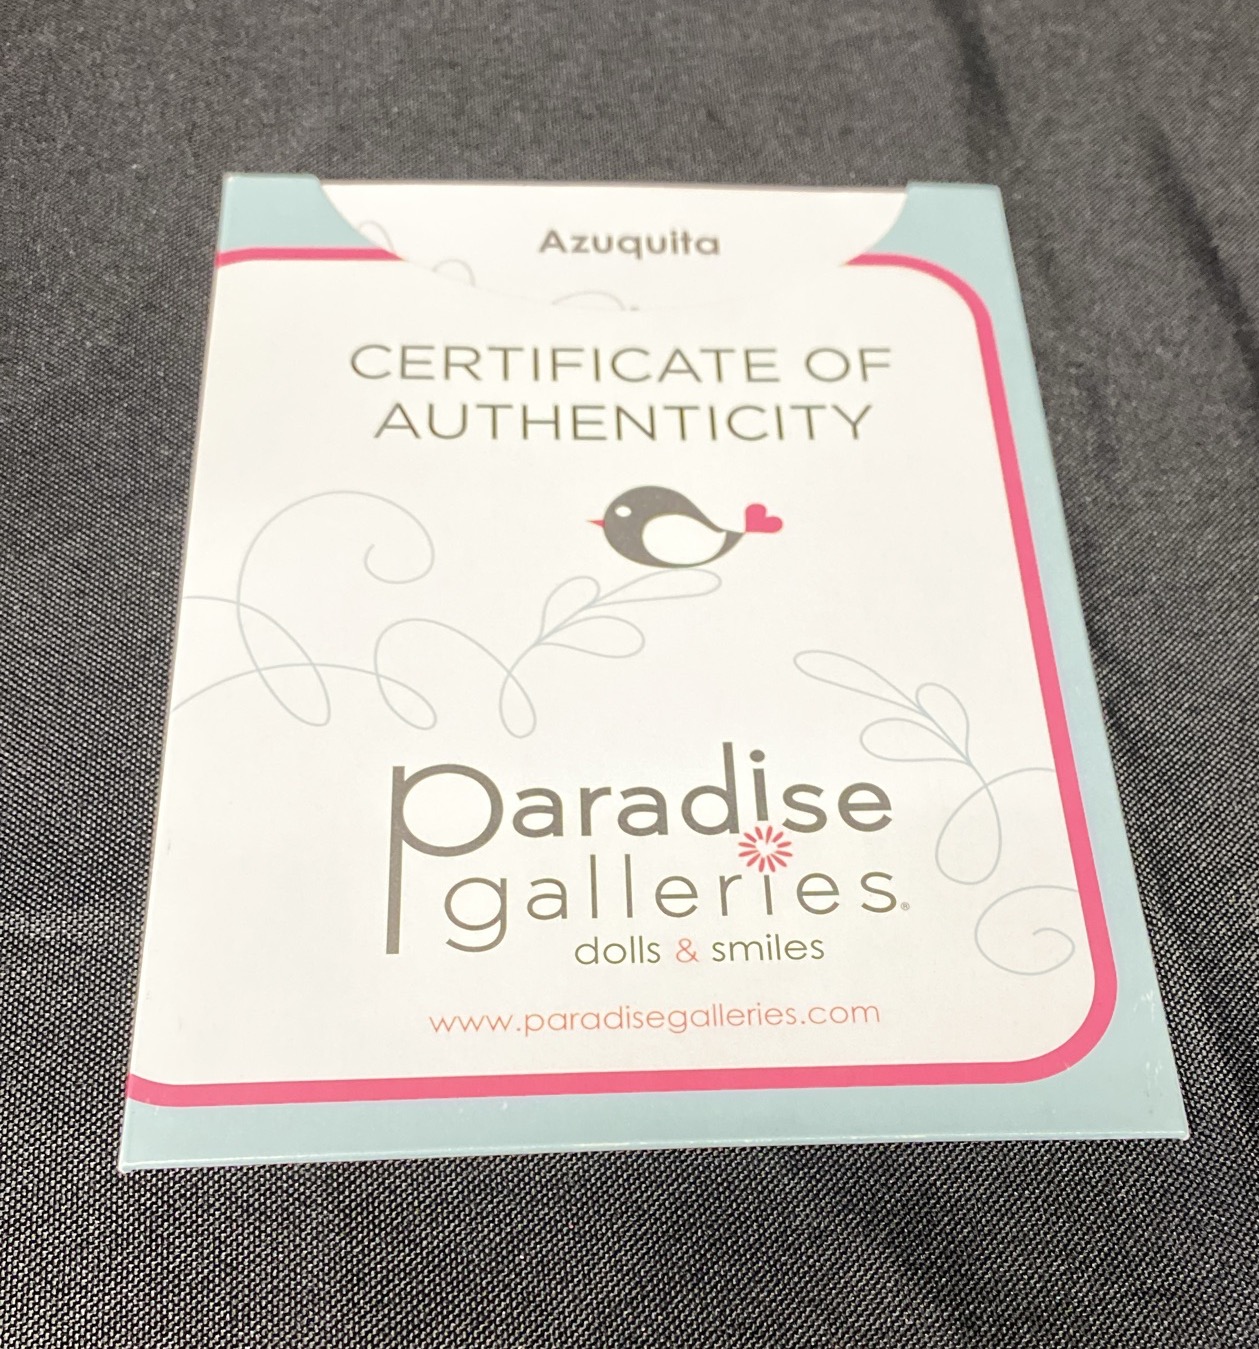 Azuquita
CERTIFICATE OF
AUTHENTICITY
paradise
galleries®
dolls & smiles
www.paradisegalleries.com